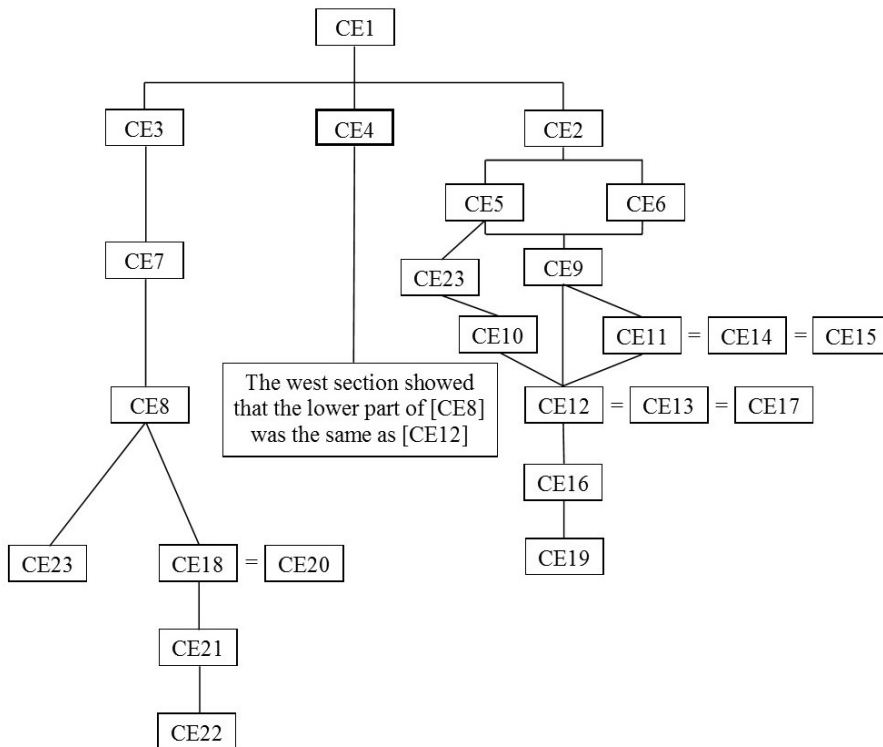 CE1
CE3
CE4
CE2
CE5
CE6
CE7
CE23
CE9
CE10
CE11 = CE14 = CE15
The west section showed
that the lower part of [CE8]
was the same as [CE12]
CE8
CE12 = CE13 = CE17
CE16
CE23
CE18 = CE20
CE19
CE21
CE22